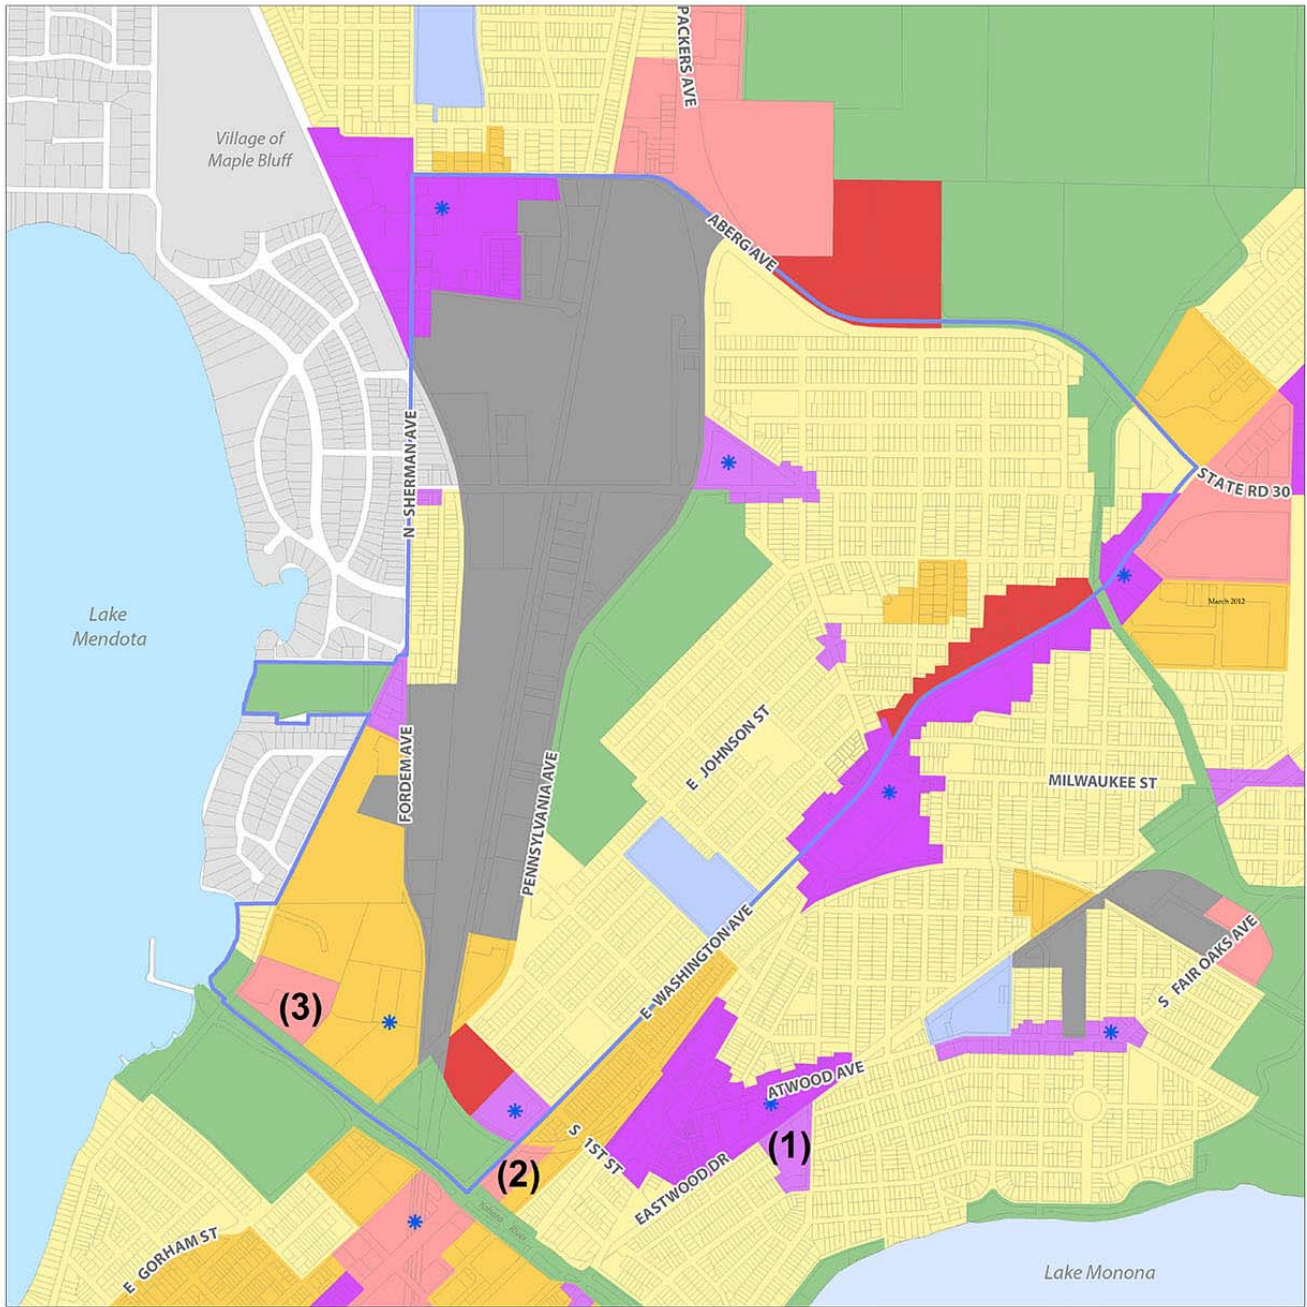 PACKERS AVE
Village of
Maple Bluff
ABERG AVE
N SHERMAN AVE
STATE RD 30
March 2012
Lake
Mendota
E JOHNSON ST
FORDEM AVE
MILWAUKEE ST
PENNSYLVANIA AVE
E WASHINGTON AVE
S FAIR OAKS AVE
(3)
ATWOOD AVE
(1)
S 1ST ST
(2)
EASTWOOD DR
Yahara River
E GORHAM ST
Lake Monona